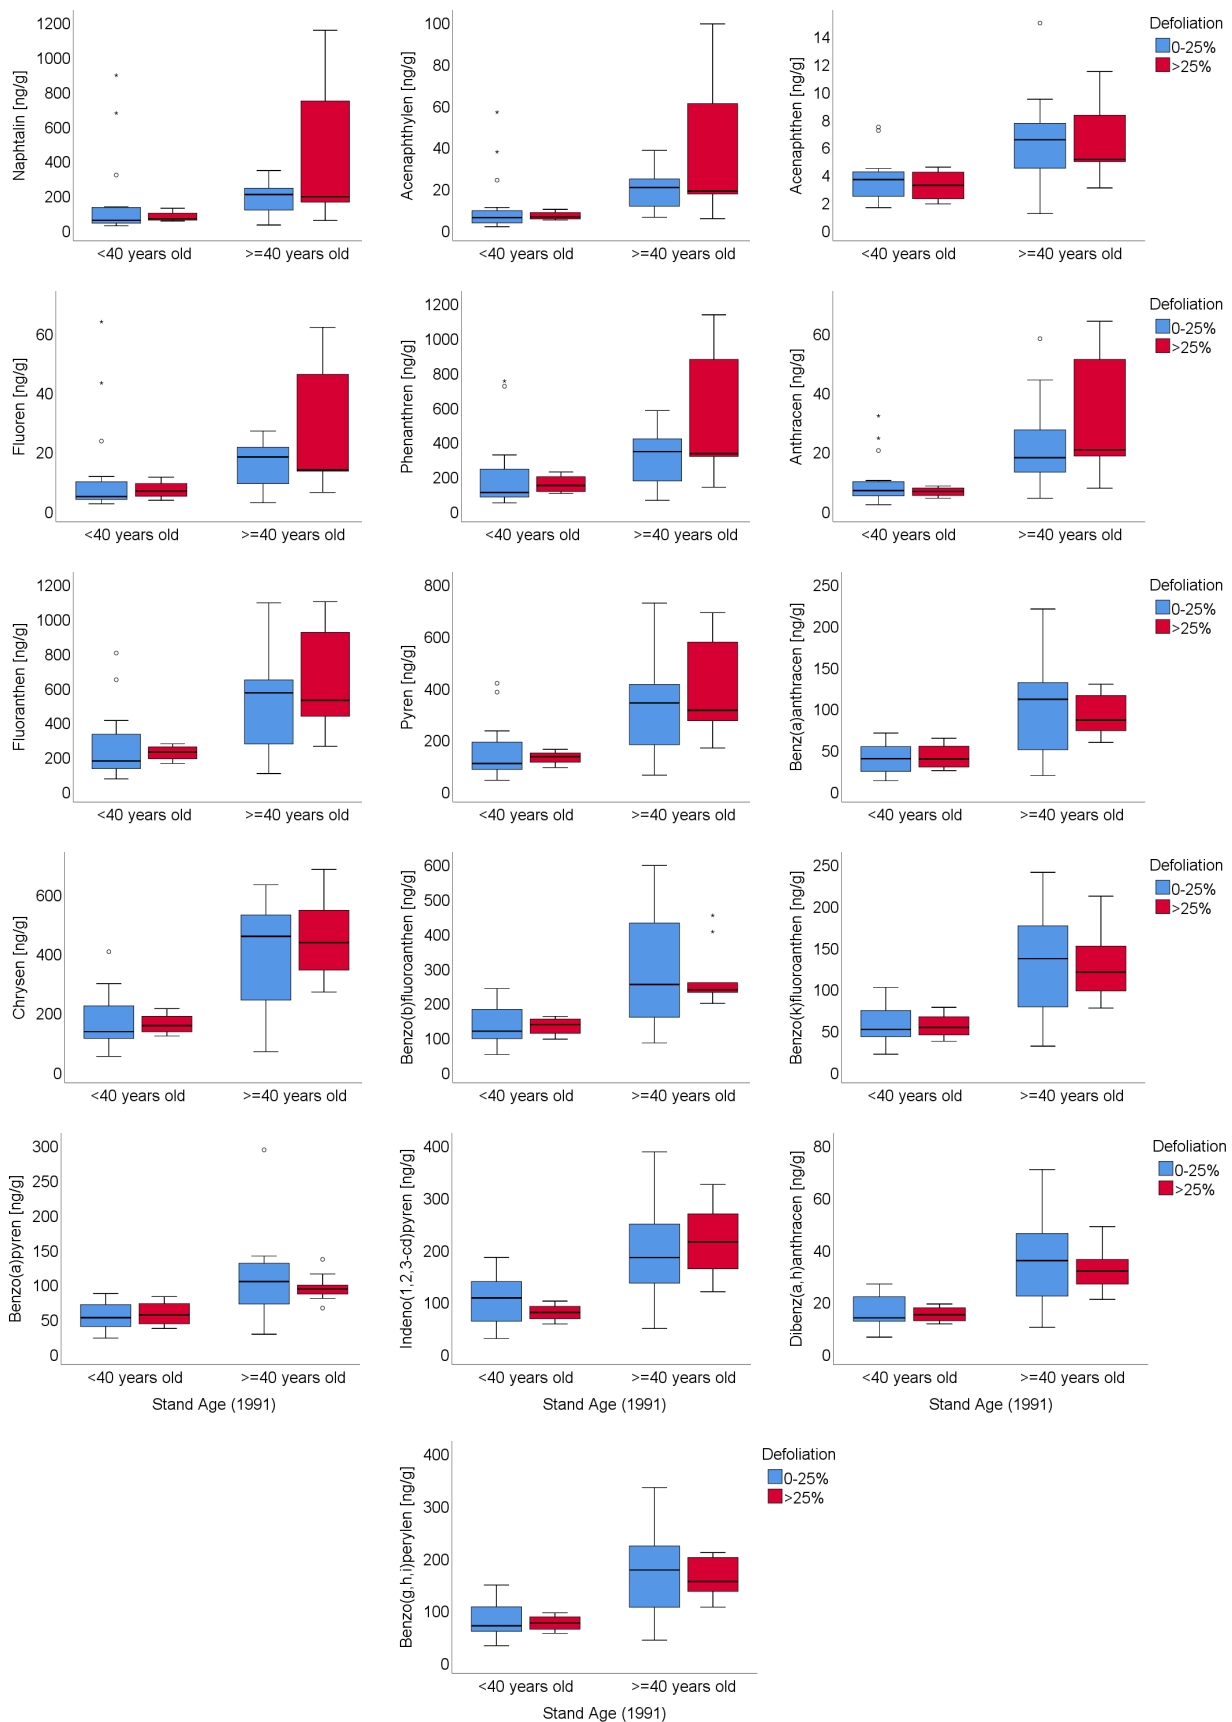 Naphtalin [ng/g]
1200
1000
800
600
400
200
0
<40 years old
>=40 years old
Acenaphthylen [ng/g]
100
80
60
40
20
0
<40 years old
>=40 years old
Acenaphthen [ng/g]
14
12
10
8
6
4
2
0
<40 years old
>=40 years old
Defoliation
0-25%
>25%
Fluoren [ng/g]
60
40
20
0
<40 years old
>=40 years old
Phenanthren [ng/g]
1200
1000
800
600
400
200
0
<40 years old
>=40 years old
Anthracen [ng/g]
60
40
20
0
<40 years old
>=40 years old
Defoliation
0-25%
>25%
Fluoranthen [ng/g]
1200
1000
800
600
400
200
0
<40 years old
>=40 years old
Pyren [ng/g]
800
600
400
200
0
<40 years old
>=40 years old
Benz(a)anthracen [ng/g]
250
200
150
100
50
0
<40 years old
>=40 years old
Defoliation
0-25%
>25%
Chrysen [ng/g]
600
400
200
0
<40 years old
>=40 years old
Benzo(b)fluoroanthen [ng/g]
600
500
400
300
200
100
0
<40 years old
>=40 years old
Benzo(k)fluoroanthen [ng/g]
250
200
150
100
50
0
<40 years old
>=40 years old
Defoliation
0-25%
>25%
Benzo(a)pyren [ng/g]
300
250
200
150
100
50
0
<40 years old
>=40 years old
Stand Age (1991)
Indeno(1,2,3-cd)pyren [ng/g]
400
300
200
100
0
<40 years old
>=40 years old
Stand Age (1991)
Dibenz(a,h)anthracen [ng/g]
80
60
40
20
0
<40 years old
>=40 years old
Stand Age (1991)
Defoliation
0-25%
>25%
Benzo(g,h,i)perylen [ng/g]
400
300
200
100
0
<40 years old
>=40 years old
Stand Age (1991)
Defoliation
0-25%
>25%